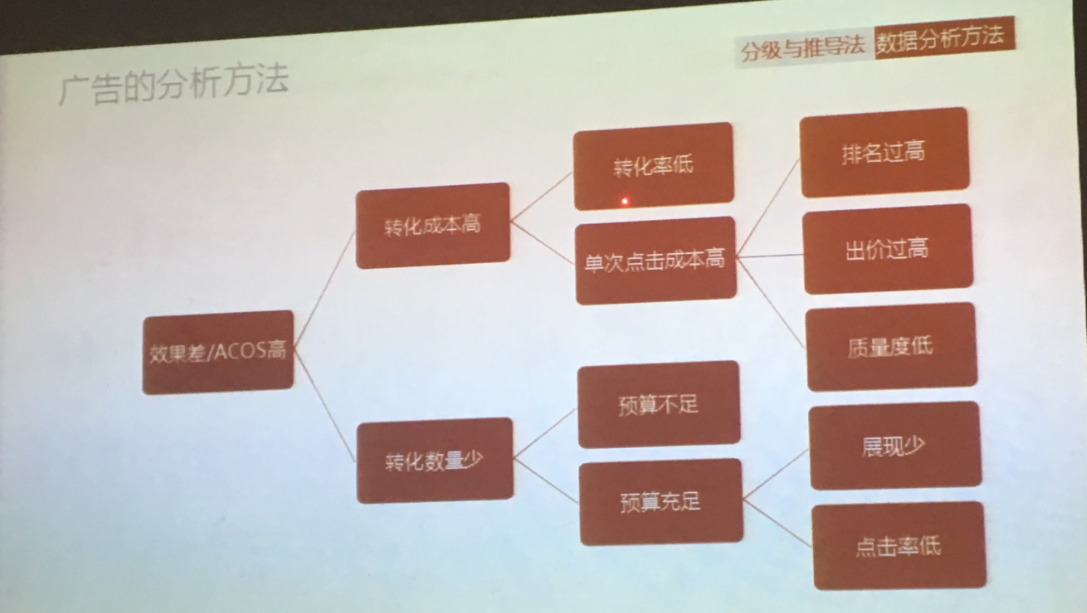 分级与推导法 数据分析方法
广告的分析方法
效果差/ACOS高
转化成本高
转化率低
单次点击成本高
排名过高
出价过高
质量度低
转化数量少
预算不足
预算充足
展现少
点击率低